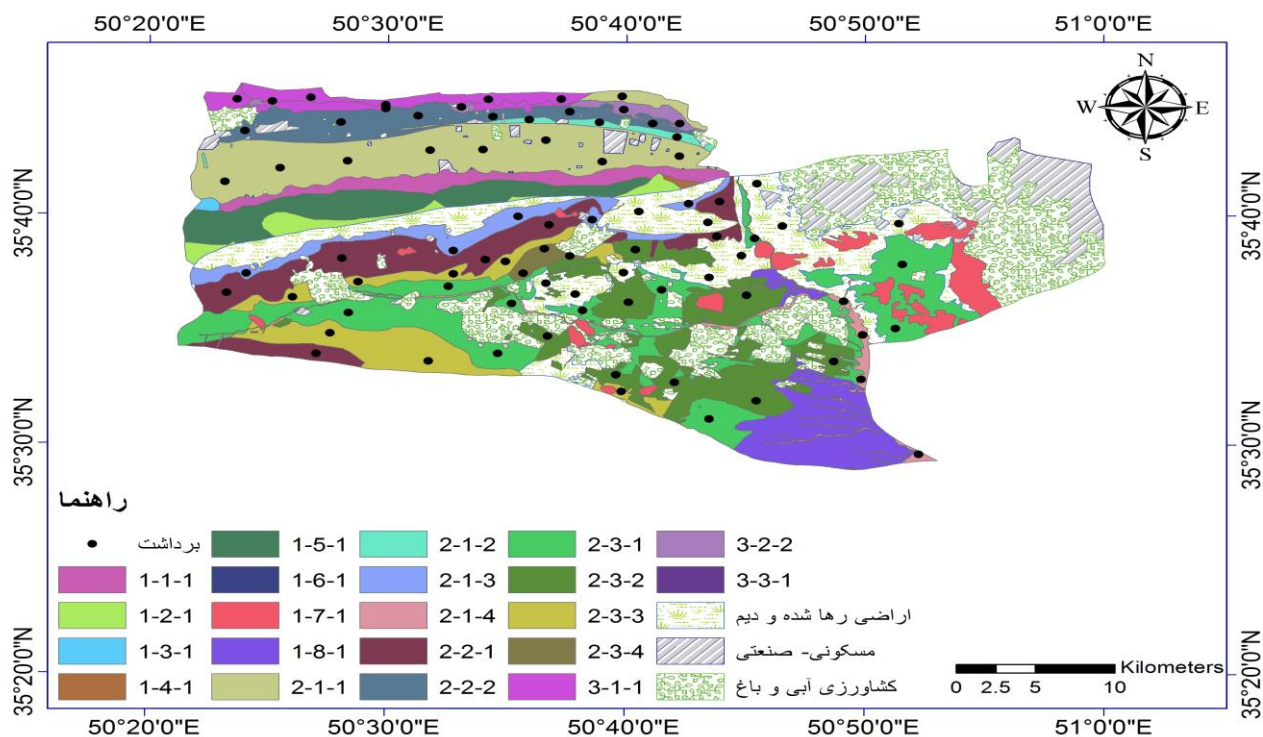 50°20'0"E 50°30'0"E 50°40'0"E 50°50'0"E 51°0'0"E
N
W E
S
35°40'0"N 35°40'0"N
35°30'0"N 35°30'0"N
35°20'0"N 35°20'0"N
راهنما
برداشت 1-5-1 2-1-2 2-3-1 3-2-2
1-1-1 1-6-1 2-1-3 2-3-2 3-3-1
1-2-1 1-7-1 2-1-4 2-3-3 اراضی رها شده و دیم
1-3-1 1-8-1 2-2-1 2-3-4 مسکونی- صنعتی
1-4-1 2-1-1 2-2-2 3-1-1 کشاورزی آبی و باغ
Kilometers
0 2.5 5 10
50°20'0"E 50°30'0"E 50°40'0"E 50°50'0"E 51°0'0"E